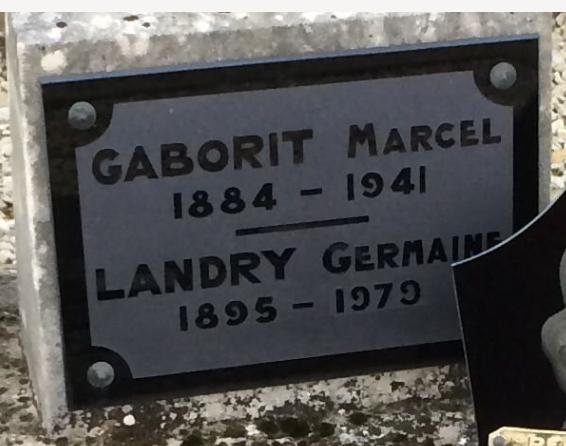 GABORIT MARCEL
1884 - 1941
LANDRY GERMAINE
1895 - 1979